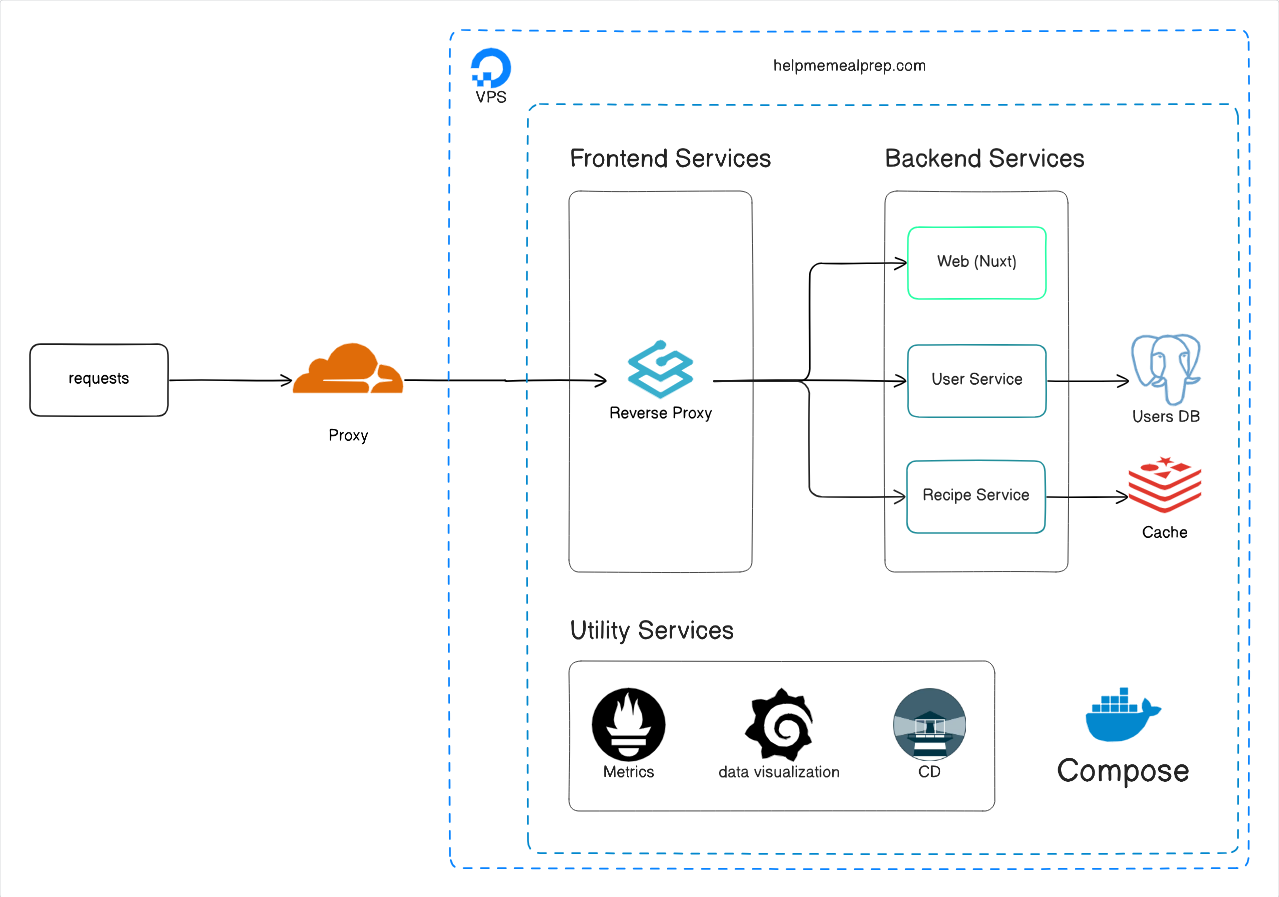 helpmemealprep.com
VPS
Frontend Services
Backend Services
Web (Nuxt)
requests
Proxy
Reverse Proxy
User Service
Users DB
Recipe Service
Cache
Utility Services
Metrics
data visualization
CD
Compose